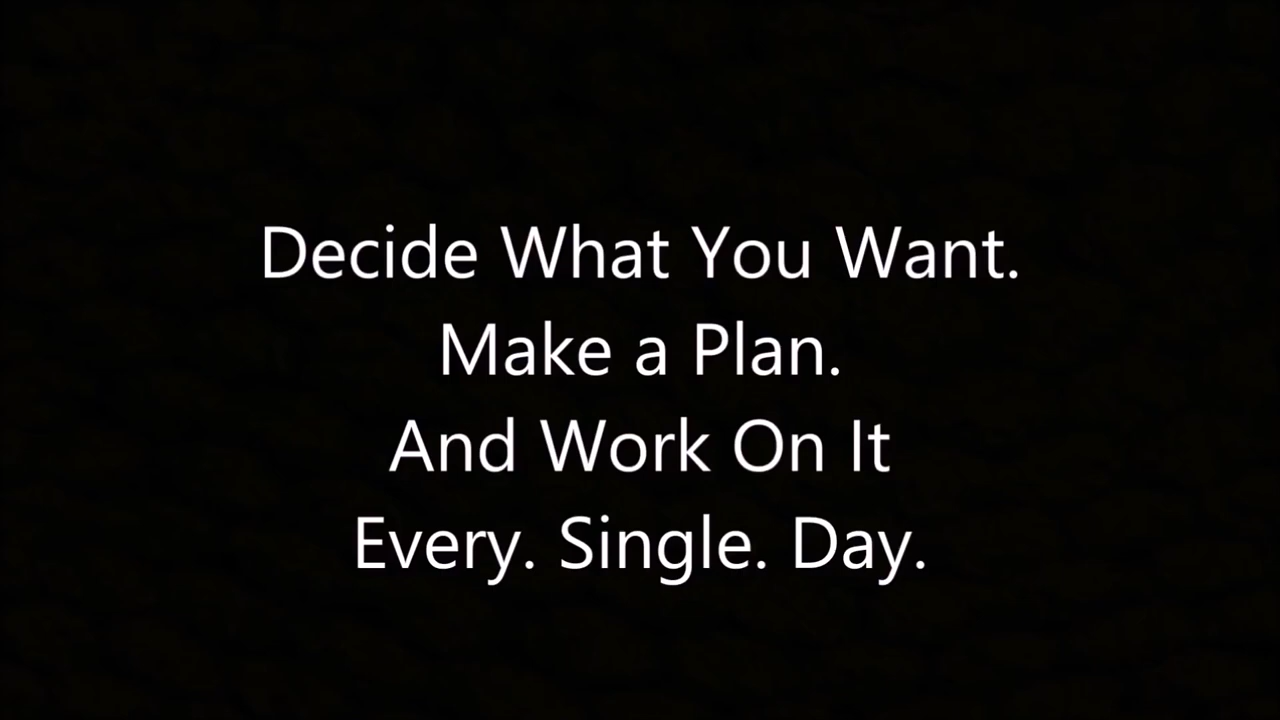 Decide What You Want.
Make a Plan.
And Work On It
Every. Single. Day.